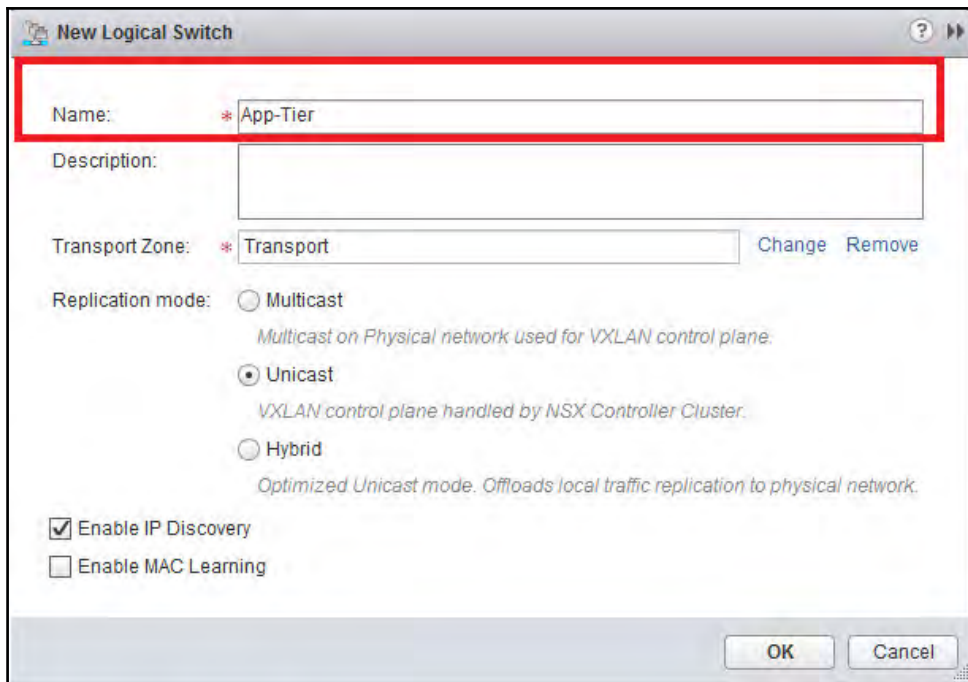 New Logical Switch ?
Name: * App-Tier
Description:
Transport Zone: * Transport Change Remove
Replication mode: Multicast
Multicast on Physical network used for VXLAN control plane.
Unicast
VXLAN control plane handled by NSX Controller Cluster.
Hybrid
Optimized Unicast mode. Offloads local traffic replication to physical network.
Enable IP Discovery
Enable MAC Learning
OK Cancel